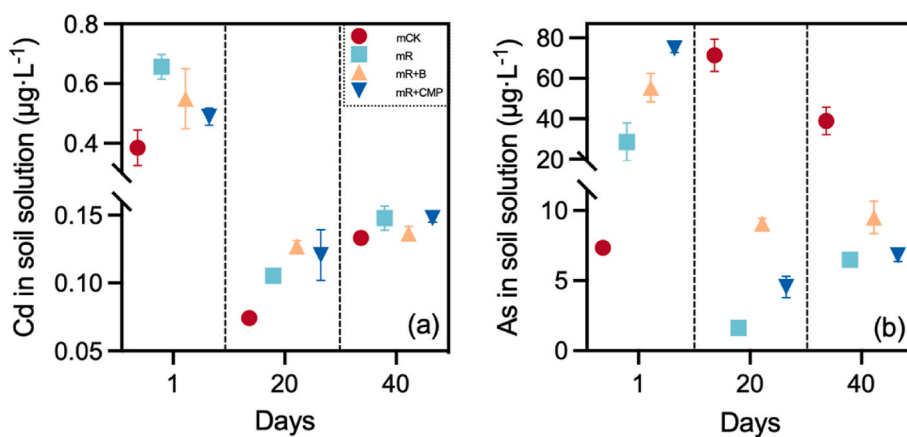 Cd in soil solution (µg·L⁻¹)
0.8
0.6
0.4
0.15
0.10
0.05
mCK
mR
mR+B
mR+CMP
(a)
1
20
40
Days
As in soil solution (µg·L⁻¹)
80
60
40
20
10
5
0
(b)
1
20
40
Days